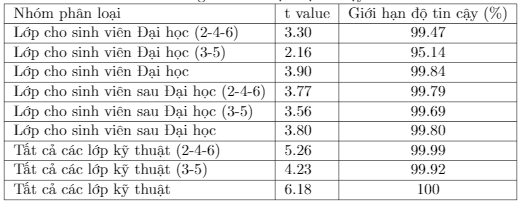 Nhóm phân loại t value Giới hạn độ tin cậy (%)
Lớp cho sinh viên Đại học (2-4-6) 3.30 99.47
Lớp cho sinh viên Đại học (3-5) 2.16 95.14
Lớp cho sinh viên Đại học 3.90 99.84
Lớp cho sinh viên sau Đại học (2-4-6) 3.77 99.79
Lớp cho sinh viên sau Đại học (3-5) 3.56 99.69
Lớp cho sinh viên sau Đại học 3.80 99.80
Tất cả các lớp kỹ thuật (2-4-6) 5.26 99.99
Tất cả các lớp kỹ thuật (3-5) 4.23 99.92
Tất cả các lớp kỹ thuật 6.18 100